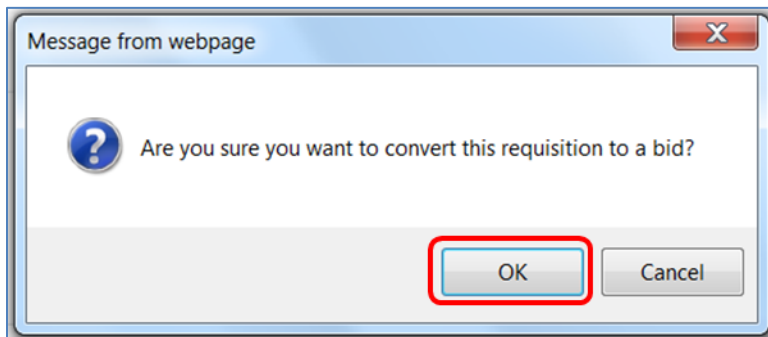 Message from webpage
Are you sure you want to convert this requisition to a bid?
OK
Cancel